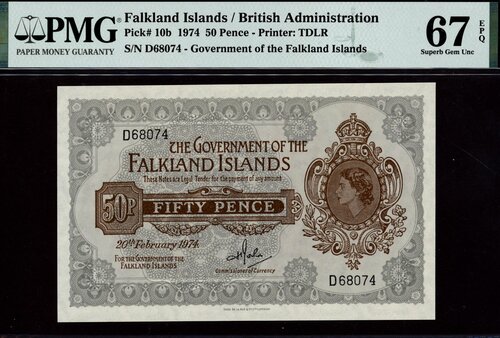 PMG
PAPER MONEY GUARANTY
Falkland Islands / British Administration
Pick# 10b 1974 50 Pence - Printer: TDLR
S/N D68074 - Government of the Falkland Islands
67 EPQ
Superb Gem Unc
D68074
THE GOVERNMENT OF THE
FALKLAND ISLANDS
These Notes are Legal Tender for the payment of any amount
50P
FIFTY PENCE
20th February 1974.
FOR THE GOVERNMENT OF THE
FALKLAND ISLANDS
Commissioner of Currency
D68074